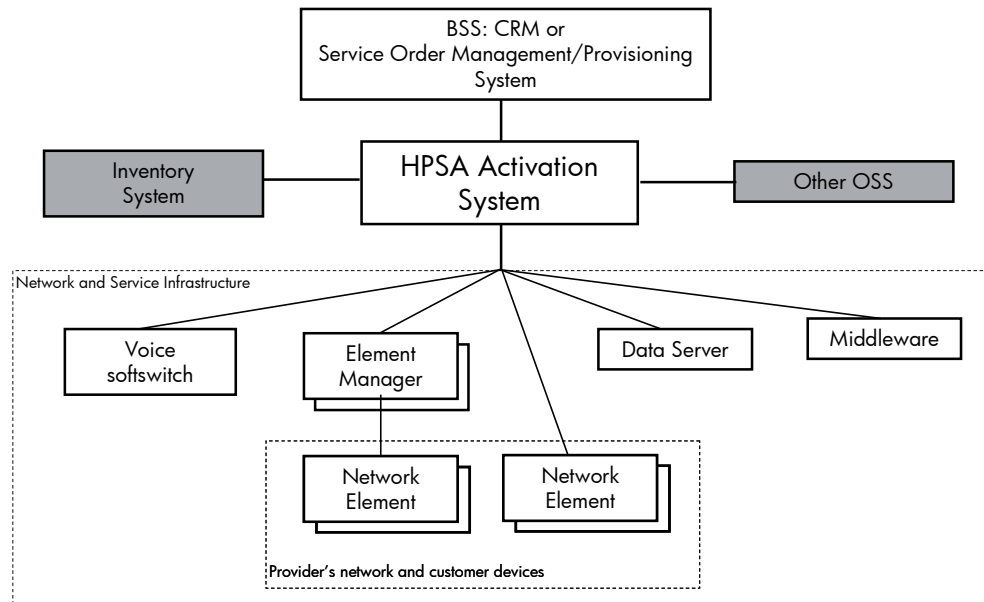 BSS: CRM or
Service Order Management/Provisioning
System
Inventory
System
HPSA Activation
System
Other OSS
Network and Service Infrastructure
Voice
softswitch
Element
Manager
Data Server
Middleware
Network
Element
Network
Element
Provider's network and customer devices